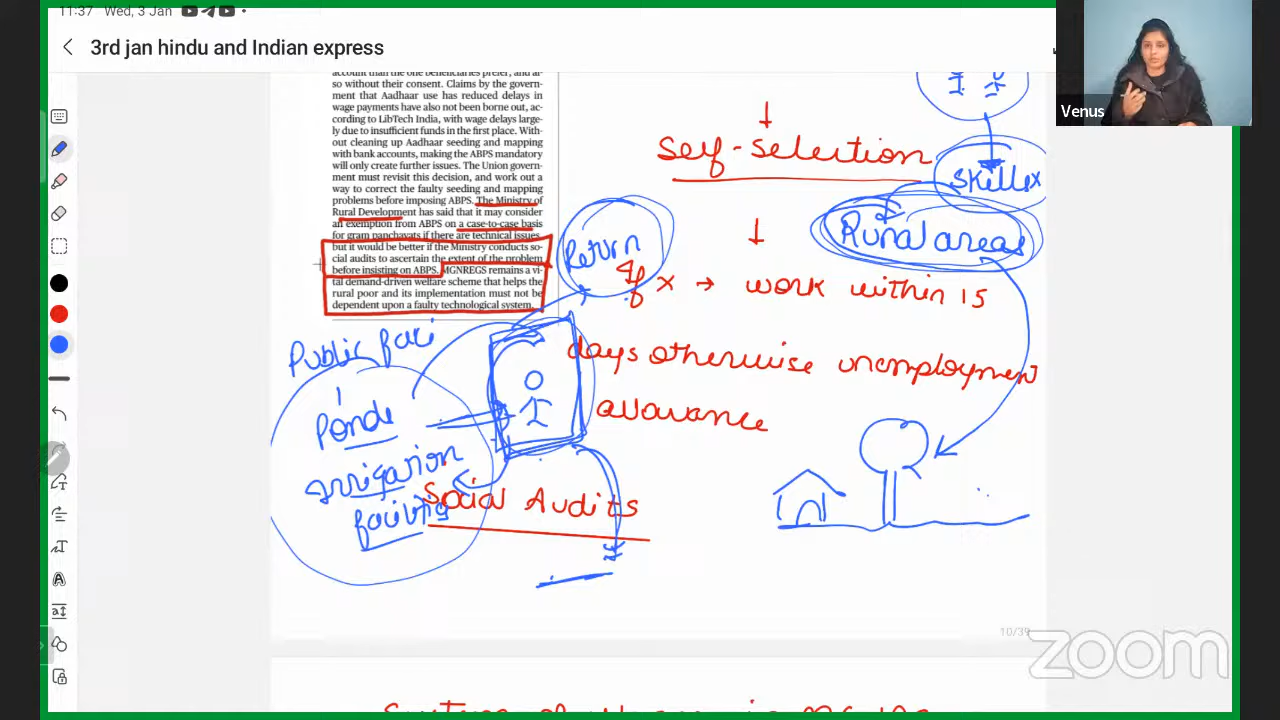 11:37 Wed, 3 Jan
3rd jan hindu and Indian express
Venus
account than the one beneficiaries prefer, and al-
so without their consent. Claims by the govern-
ment that Aadhaar use has reduced delays in
wage payments have also not been borne out, ac-
cording to LibTech India, with wage delays large-
ly due to insufficient funds in the first place. With-
out cleaning up Aadhaar seeding and mapping
with bank accounts, making the ABPS mandatory
will only create further issues. The Union govern-
ment must revisit this decision, and work out a
way to correct the faulty seeding and mapping
problems before imposing ABPS. The Ministry of
Rural Development has said that it may consider
an exemption from ABPS on a case-to-case basis
for gram panchayats if there are technical issues,
but it would be better if the Ministry conducts so-
cial audits to ascertain the extent of the problem
before insisting on ABPS. MGNREGS remains a vi-
tal demand-driven welfare scheme that helps the
rural poor and its implementation must not be
dependent upon a faulty technological system.
Self-selection
Skill x
Rural areas
Return
If x → work within 15
days otherwise unemployment
allowance
Public faci
Ponds
irrigation
facilities
Social Audits
10/39
zoom